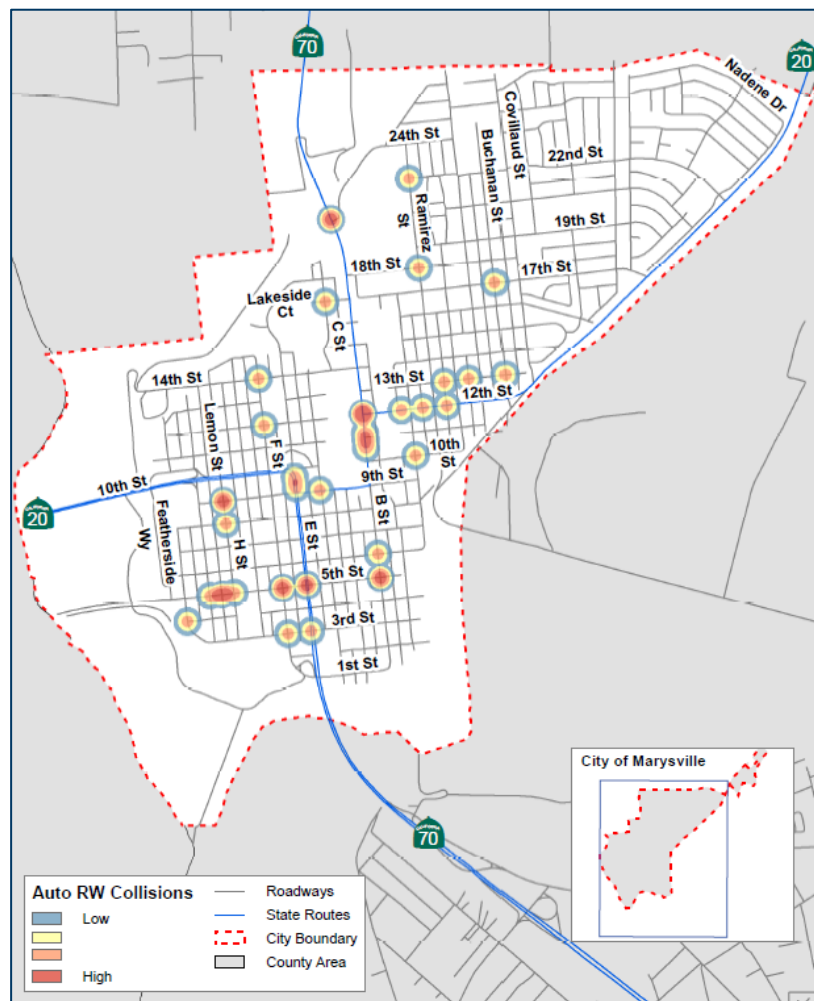 70
20
Nadene Dr
Covillaud St
Buchanan St
24th St
22nd St
Ramirez
St
19th St
18th St
17th St
Lakeside
Ct
C St
14th St
13th St
12th St
Lemon St
F St
10th
St
10th St
9th St
20
Featherside
Wy
H St
E St
B St
5th St
3rd St
1st St
City of Marysville
70
Auto RW Collisions
Low
High
Roadways
State Routes
City Boundary
County Area